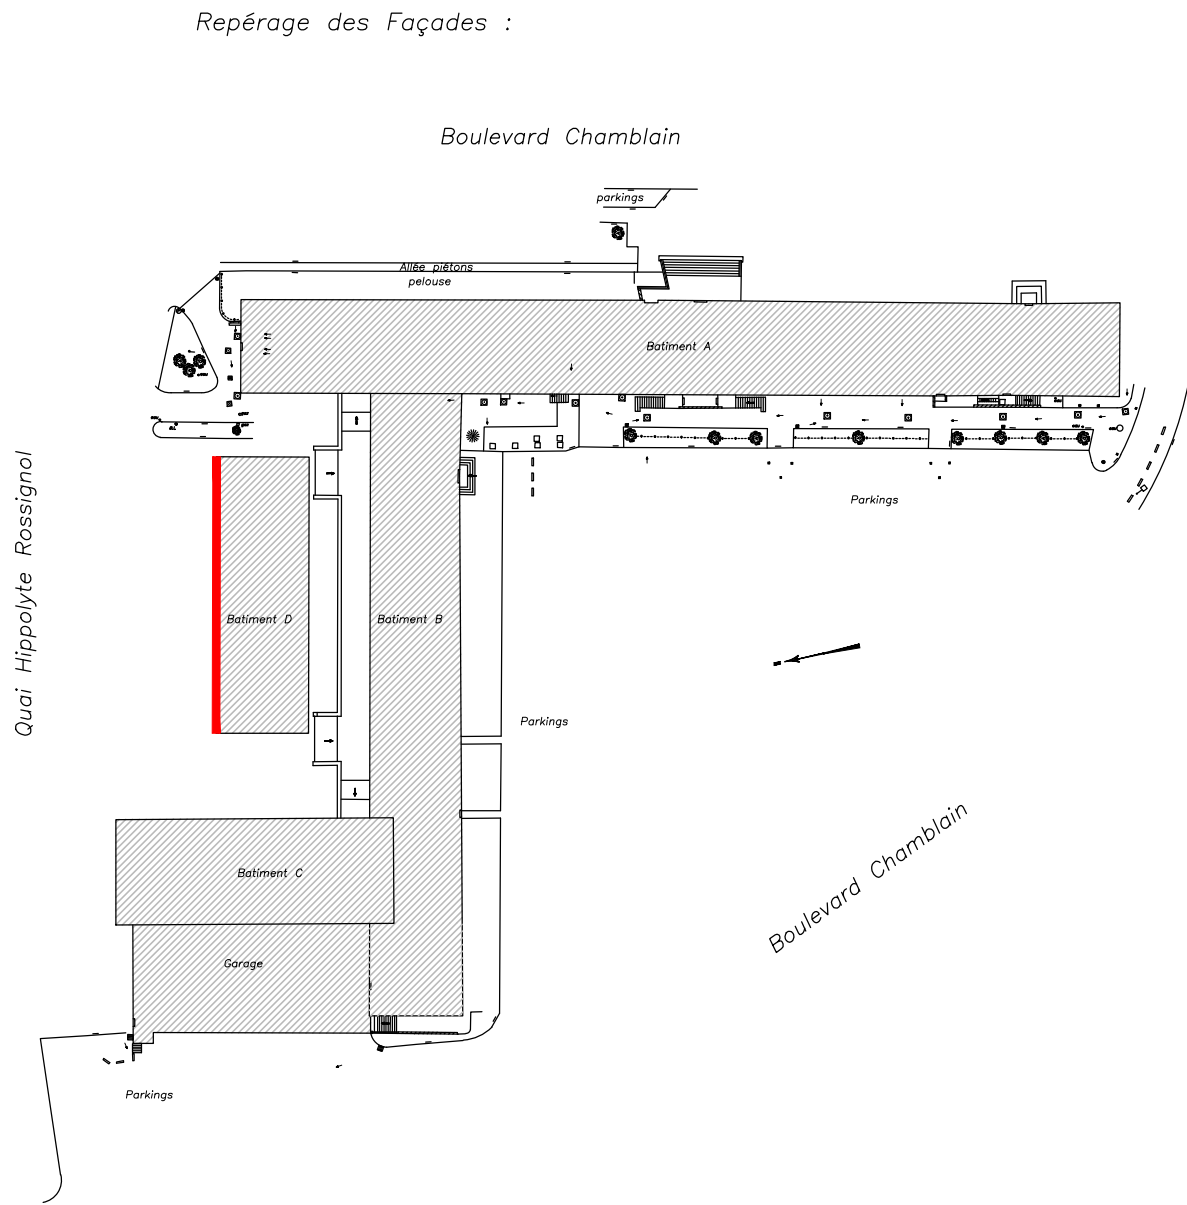 Repérage des Façades :
Boulevard Chamblain
parkings
Allée piétons
pelouse
Batiment A
Parkings
Quai Hippolyte Rossignol
Batiment D
Batiment B
Parkings
Boulevard Chamblain
Batiment C
Garage
Parkings